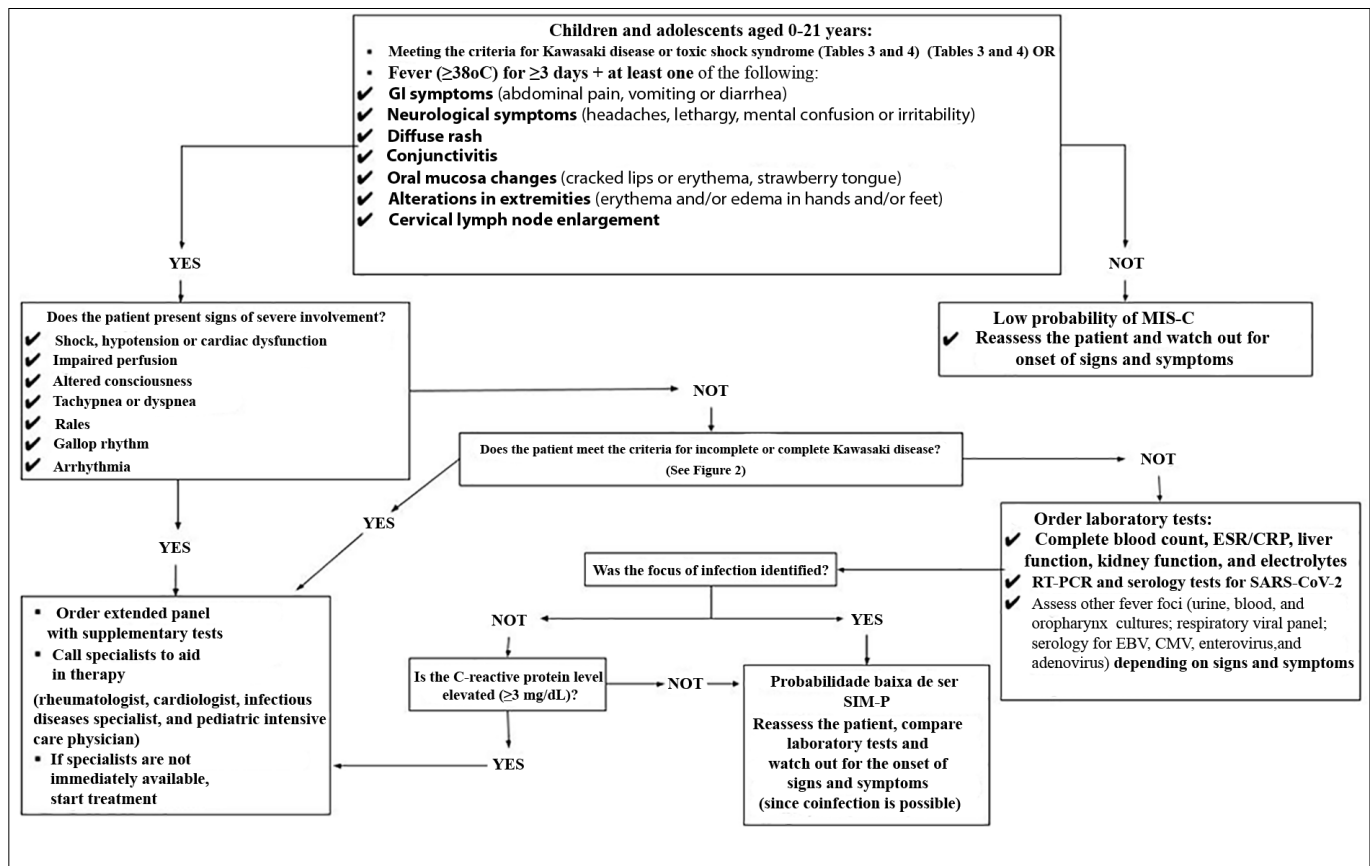 Children and adolescents aged 0-21 years:
▪ Meeting the criteria for Kawasaki disease or toxic shock syndrome (Tables 3 and 4) (Tables 3 and 4) OR
▪ Fever (≥38oC) for ≥3 days + at least one of the following:
✔ GI symptoms (abdominal pain, vomiting or diarrhea)
✔ Neurological symptoms (headaches, lethargy, mental confusion or irritability)
✔ Diffuse rash
✔ Conjunctivitis
✔ Oral mucosa changes (cracked lips or erythema, strawberry tongue)
✔ Alterations in extremities (erythema and/or edema in hands and/or feet)
✔ Cervical lymph node enlargement
YES
NOT
Does the patient present signs of severe involvement?
✔ Shock, hypotension or cardiac dysfunction
✔ Impaired perfusion
✔ Altered consciousness
✔ Tachypnea or dyspnea
✔ Rales
✔ Gallop rhythm
✔ Arrhythmia
Low probability of MIS-C
✔ Reassess the patient and watch out for
onset of signs and symptoms
NOT
Does the patient meet the criteria for incomplete or complete Kawasaki disease?
(See Figure 2)
NOT
YES
YES
Order laboratory tests:
✔ Complete blood count, ESR/CRP, liver
function, kidney function, and electrolytes
✔ RT-PCR and serology tests for SARS-CoV-2
✔ Assess other fever foci (urine, blood, and
oropharynx cultures; respiratory viral panel;
serology for EBV, CMV, enterovirus,and
adenovirus) depending on signs and symptoms
Was the focus of infection identified?
NOT
YES
▪ Order extended panel
with supplementary tests
▪ Call specialists to aid
in therapy
(rheumatologist, cardiologist, infectious
diseases specialist, and pediatric intensive
care physician)
▪ If specialists are not
immediately available,
start treatment
Is the C-reactive protein level
elevated (≥3 mg/dL)?
NOT
YES
Probabilidade baixa de ser
SIM-P
Reassess the patient, compare
laboratory tests and
watch out for the onset of
signs and symptoms
(since coinfection is possible)